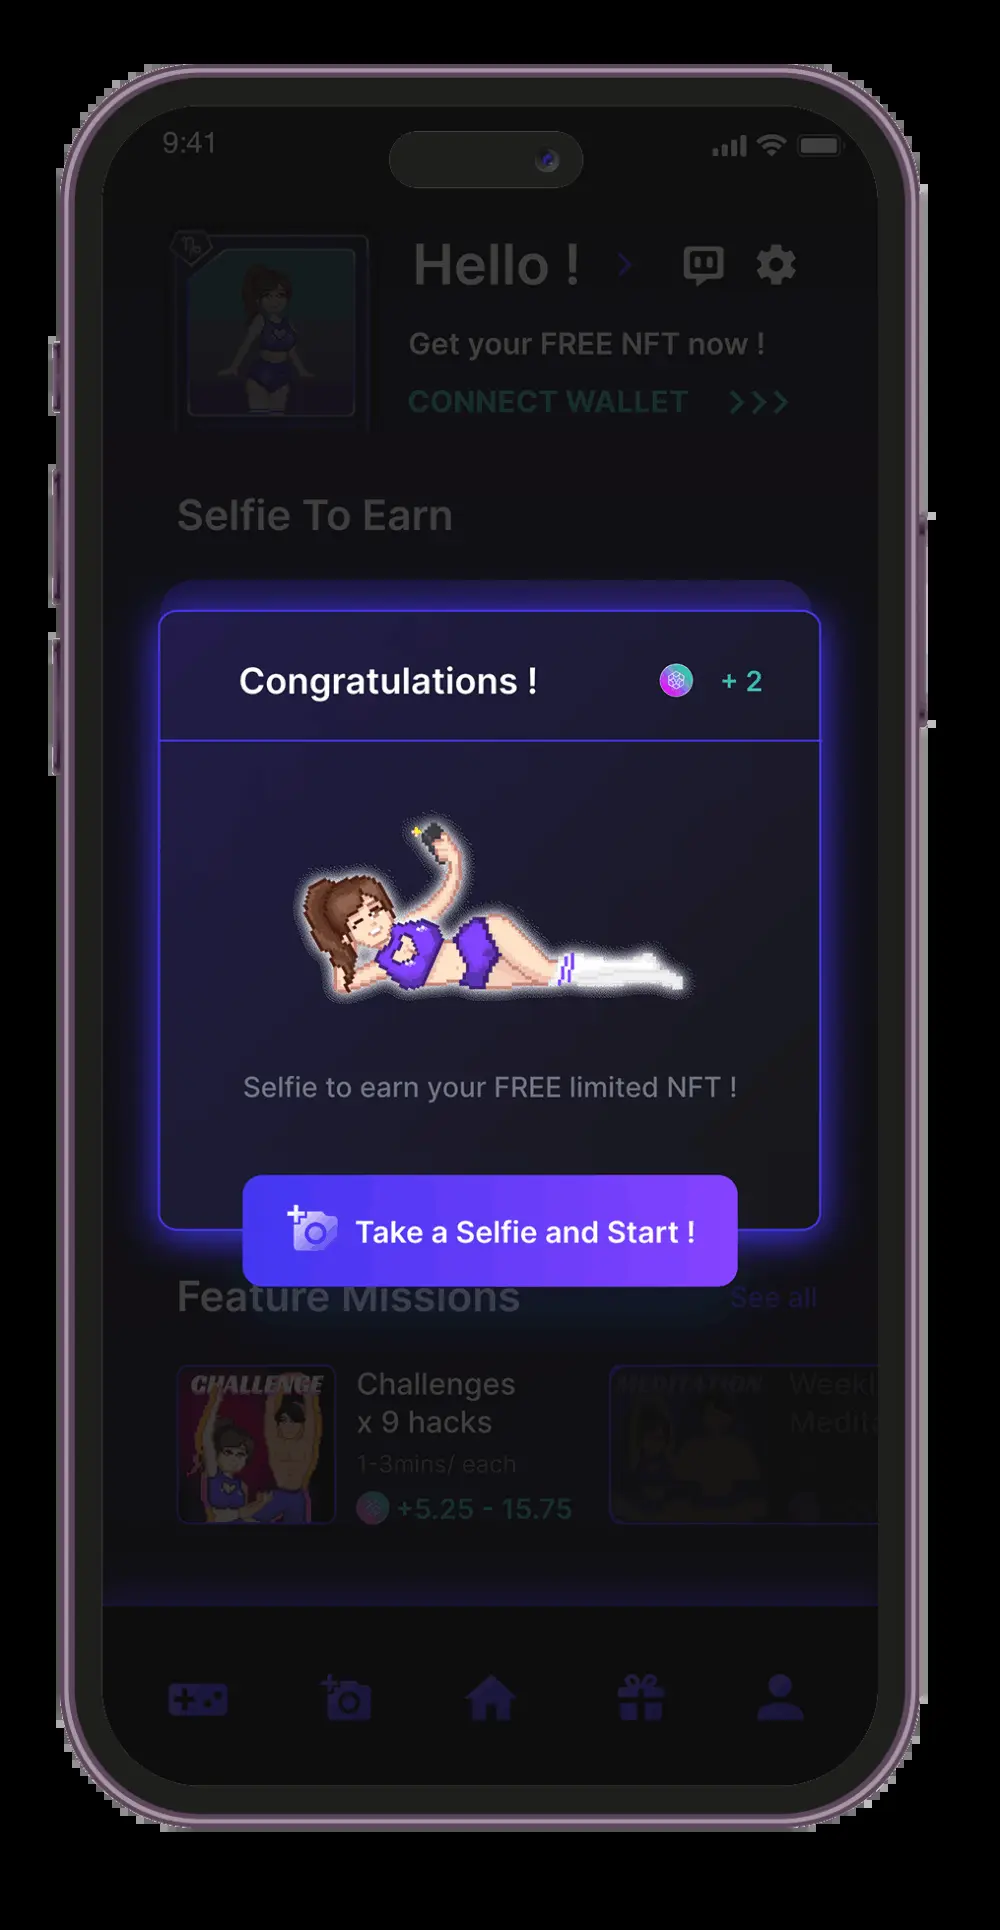 9:41
Hello !
Get your FREE NFT now !
CONNECT WALLET >>>
Selfie To Earn
Congratulations !
+ 2
Selfie to earn your FREE limited NFT !
Take a Selfie and Start !
Feature Missions
See all
CHALLENGE
Challenges
x 9 hacks
1-3mins/ each
+5.25 - 15.75
MEDITATION
Weekl
Medita